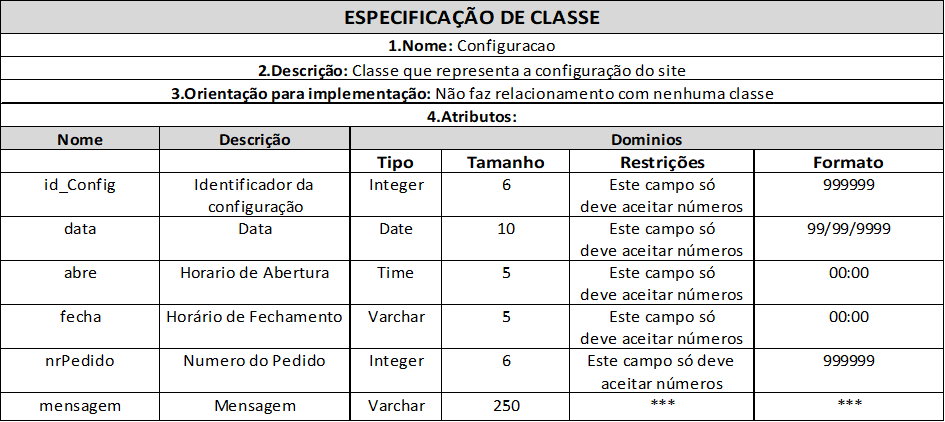 ESPECIFICAÇÃO DE CLASSE
1.Nome: Configuracao
2.Descrição: Classe que representa a configuração do site
3.Orientação para implementação: Não faz relacionamento com nenhuma classe
4.Atributos:
Nome Descrição Dominios
Tipo Tamanho Restrições Formato
id_Config Identificador da Integer 6 Este campo só 999999
configuração deve aceitar números
data Data Date 10 Este campo só 99/99/9999
deve aceitar números
abre Horario de Abertura Time 5 Este campo só 00:00
deve aceitar números
fecha Horário de Fechamento Varchar 5 Este campo só 00:00
deve aceitar números
nrPedido Numero do Pedido Integer 6 Este campo só deve 999999
aceitar números
mensagem Mensagem Varchar 250 *** ***